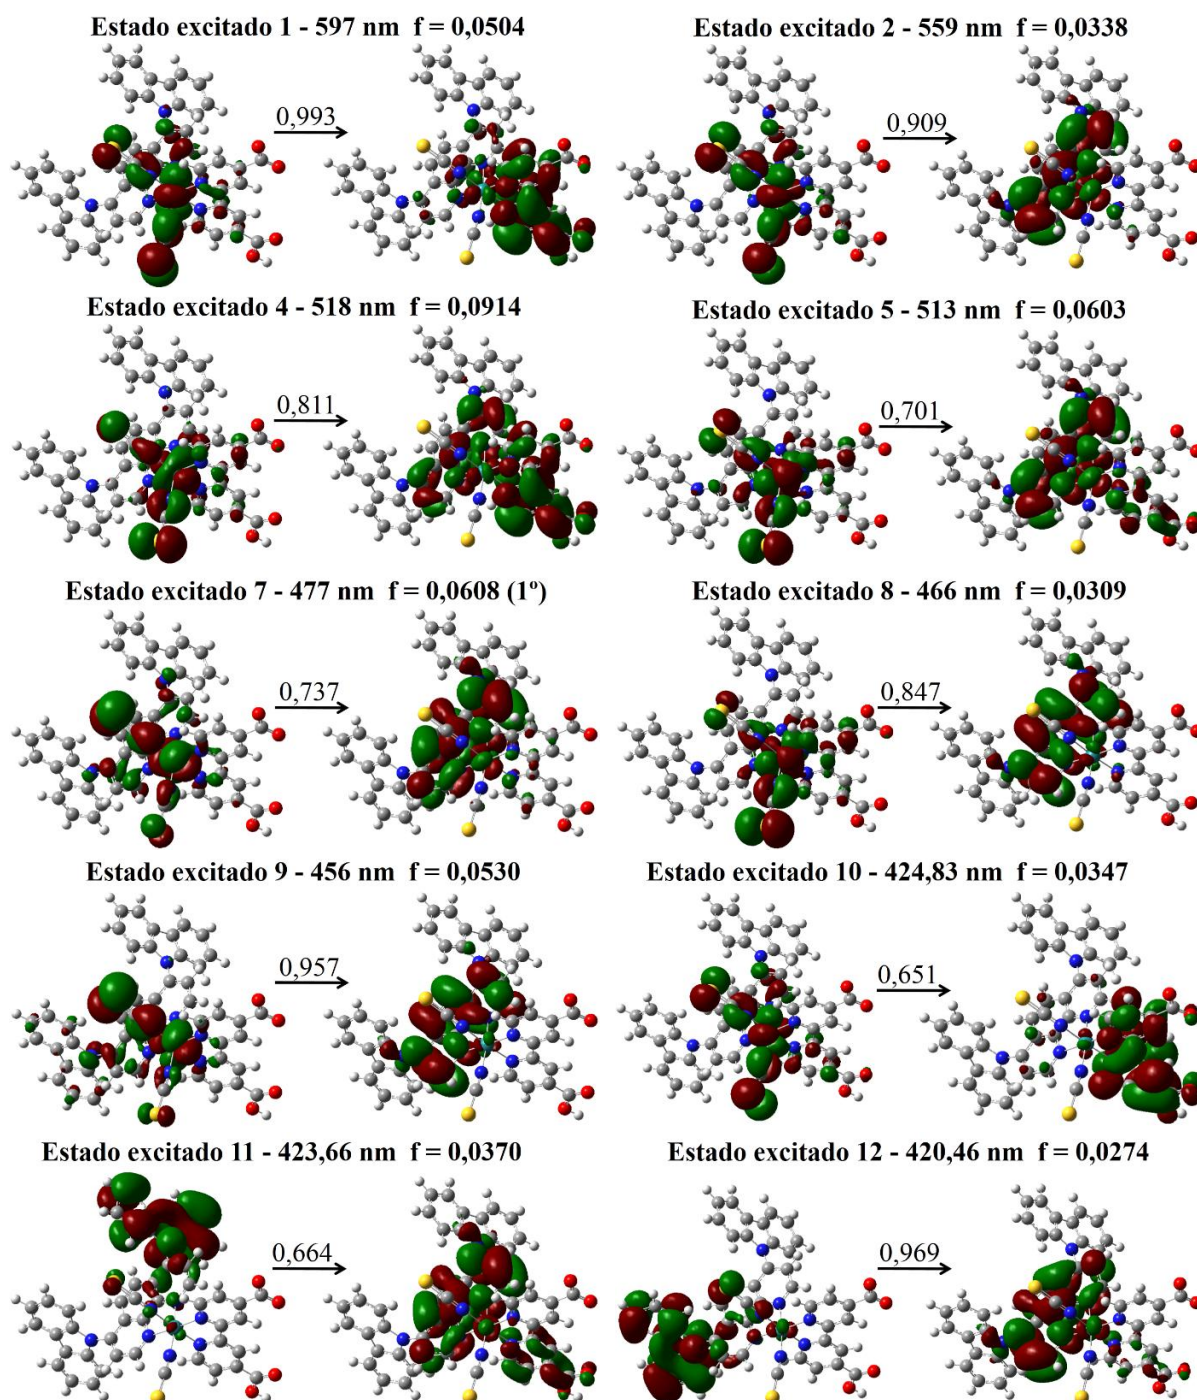 Estado excitado 1 - 597 nm f = 0,0504
0,993
Estado excitado 2 - 559 nm f = 0,0338
0,909
Estado excitado 4 - 518 nm f = 0,0914
0,811
Estado excitado 5 - 513 nm f = 0,0603
0,701
Estado excitado 7 - 477 nm f = 0,0608 (1º)
0,737
Estado excitado 8 - 466 nm f = 0,0309
0,847
Estado excitado 9 - 456 nm f = 0,0530
0,957
Estado excitado 10 - 424,83 nm f = 0,0347
0,651
Estado excitado 11 - 423,66 nm f = 0,0370
0,664
Estado excitado 12 - 420,46 nm f = 0,0274
0,969